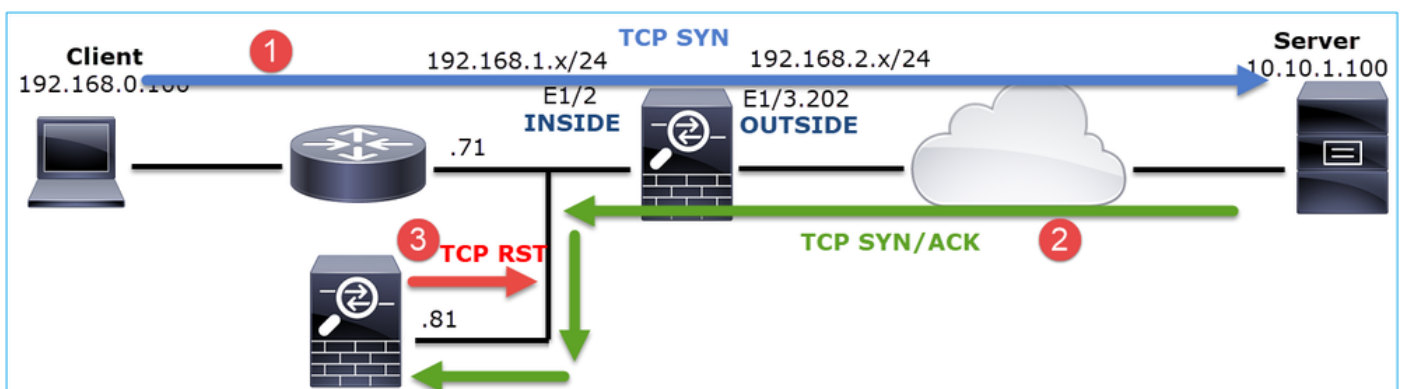 TCP SYN
Client
1
192.168.1.x/24
192.168.2.x/24
Server
192.168.0.100
10.10.1.100
E1/2
E1/3.202
INSIDE
OUTSIDE
.71
3
TCP RST
TCP SYN/ACK
2
.81